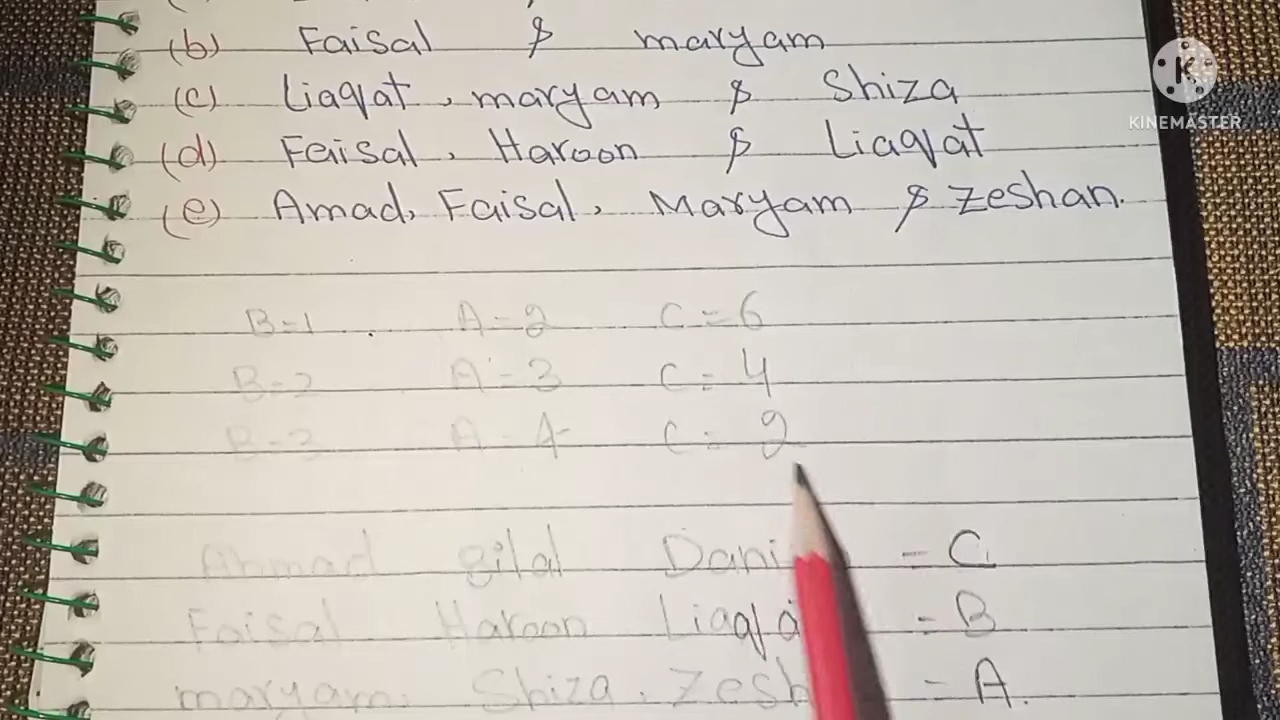 (b) Faisal & maryam
K
KINEMASTER
(c) Liaqat, maryam & Shiza
(d) Faisal, Haroon & Liaqat
(e) Amad, Faisal, Maryam & Zeshan.
B=1 A=2 C=6
B=2 A=3 C=4
B=3 A=4 C=2
Ahmad Bilal Dani = C
Faisal Haroon Liaqa = B
maryam. Shiza. Zesh = A.